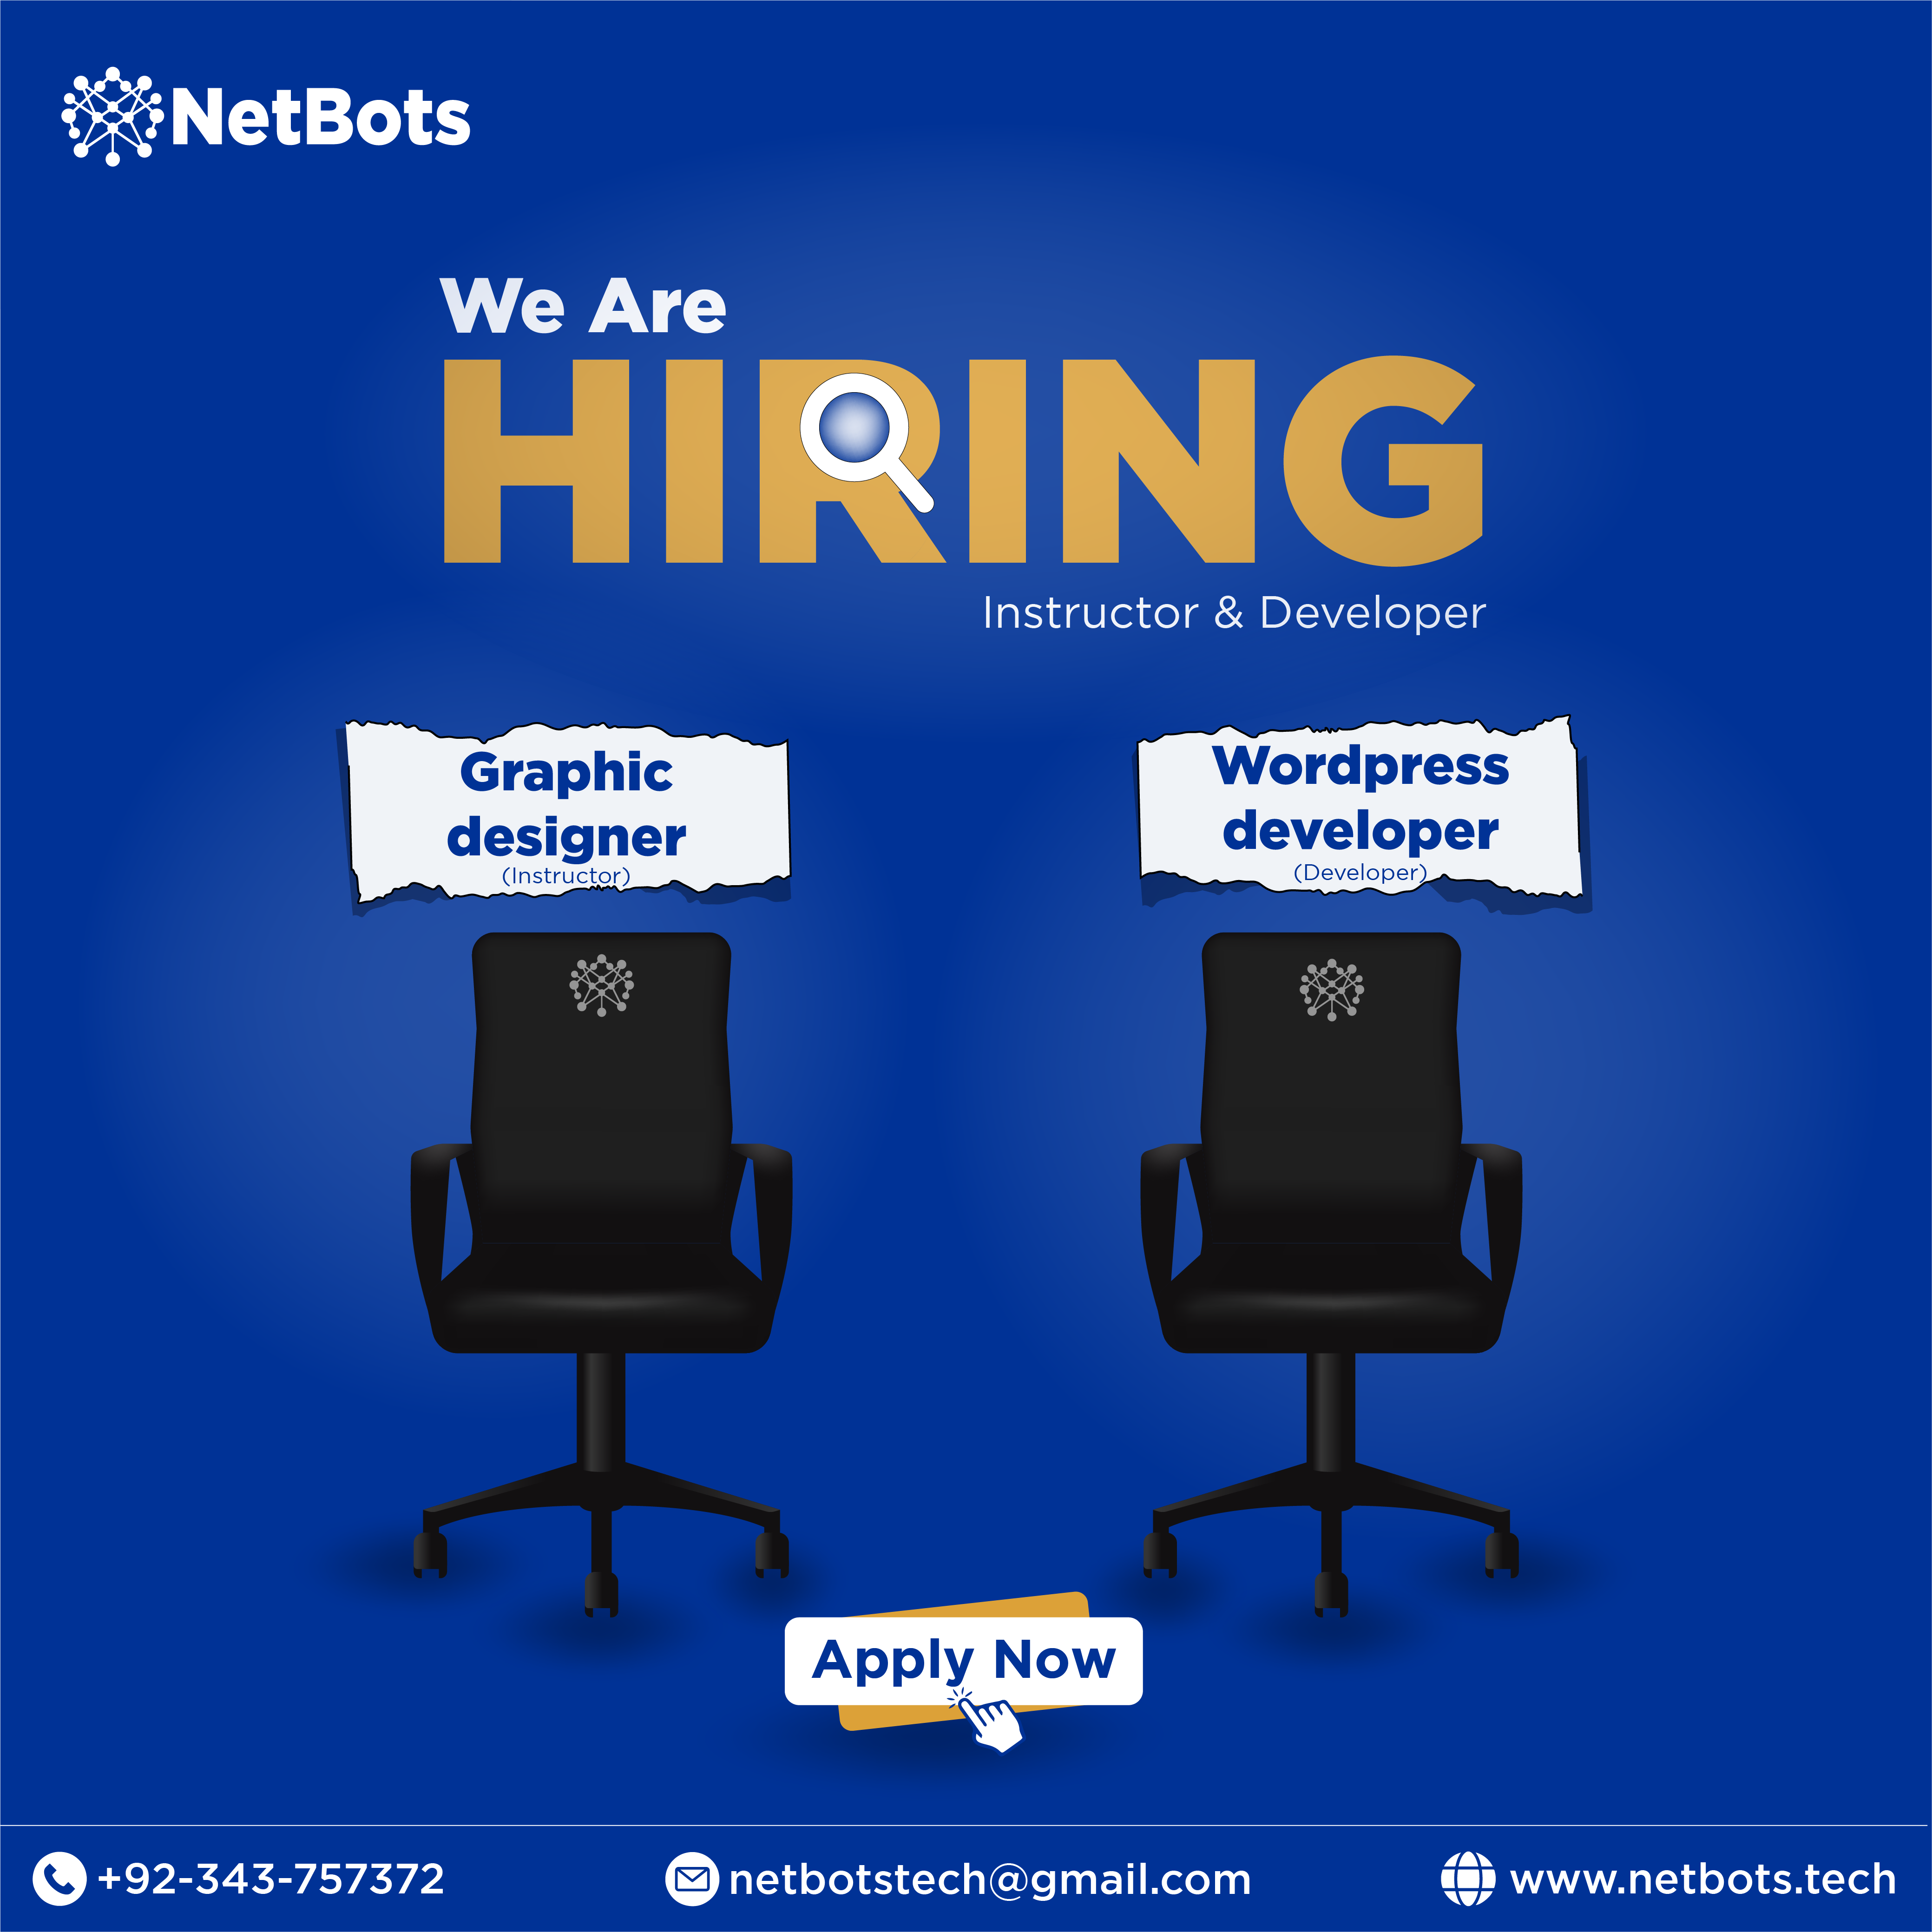 NetBots
We Are
HIRING
Instructor & Developer
Graphic
designer
(Instructor)
Wordpress
developer
(Developer)
Apply Now
+92-343-757372
netbotstech@gmail.com
www.netbots.tech